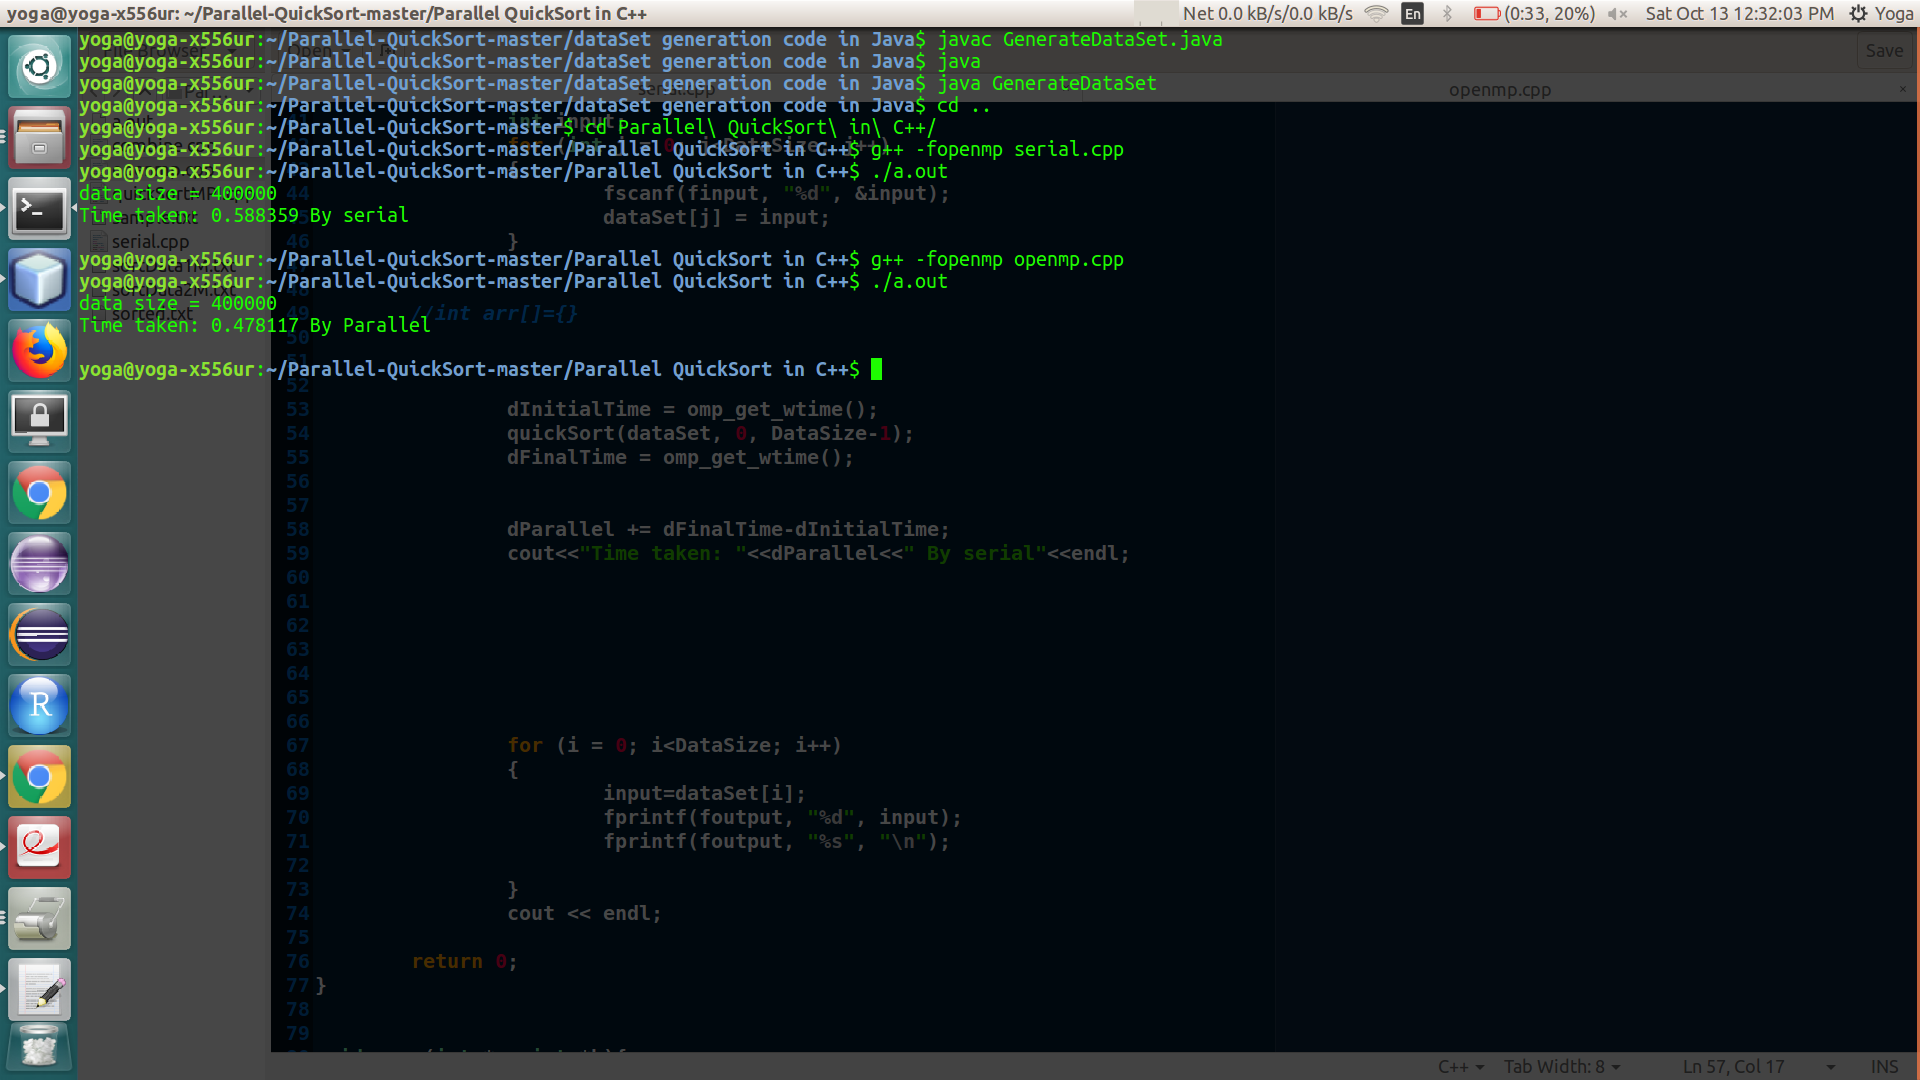 yoga@yoga-x556ur: ~/Parallel-QuickSort-master/Parallel QuickSort in C++
Net 0.0 kB/s/0.0 kB/s En (0:33, 20%) Sat Oct 13 12:32:03 PM Yoga
Save
openmp.cpp ×
yoga@yoga-x556ur:~/Parallel-QuickSort-master/dataSet generation code in Java$ javac GenerateDataSet.java
yoga@yoga-x556ur:~/Parallel-QuickSort-master/dataSet generation code in Java$ java
yoga@yoga-x556ur:~/Parallel-QuickSort-master/dataSet generation code in Java$ java GenerateDataSet
yoga@yoga-x556ur:~/Parallel-QuickSort-master/dataSet generation code in Java$ cd ..
yoga@yoga-x556ur:~/Parallel-QuickSort-master$ cd Parallel\ QuickSort\ in\ C++/
yoga@yoga-x556ur:~/Parallel-QuickSort-master/Parallel QuickSort in C++$ g++ -fopenmp serial.cpp
yoga@yoga-x556ur:~/Parallel-QuickSort-master/Parallel QuickSort in C++$ ./a.out
data size = 400000
Time taken: 0.588359 By serial
yoga@yoga-x556ur:~/Parallel-QuickSort-master/Parallel QuickSort in C++$ g++ -fopenmp openmp.cpp
yoga@yoga-x556ur:~/Parallel-QuickSort-master/Parallel QuickSort in C++$ ./a.out
data size = 400000
Time taken: 0.478117 By Parallel
yoga@yoga-x556ur:~/Parallel-QuickSort-master/Parallel QuickSort in C++$
serial.cpp
sorted.txt
int input;
44 fscanf(finput, "%d", &input);
dataSet[j] = input;
46 }
49 //int arr[]={}
50
51
52
53 dInitialTime = omp_get_wtime();
54 quickSort(dataSet, 0, DataSize-1);
55 dFinalTime = omp_get_wtime();
56
57
58 dParallel += dFinalTime-dInitialTime;
59 cout<<"Time taken: "<<dParallel<<" By serial"<<endl;
60
61
62
63
64
65
66
67 for (i = 0; i<DataSize; i++)
68 {
69 input=dataSet[i];
70 fprintf(foutput, "%d", input);
71 fprintf(foutput, "%s", "\n");
72
73 }
74 cout << endl;
75
76 return 0;
77 }
78
79
C++ Tab Width: 8 Ln 57, Col 17 INS